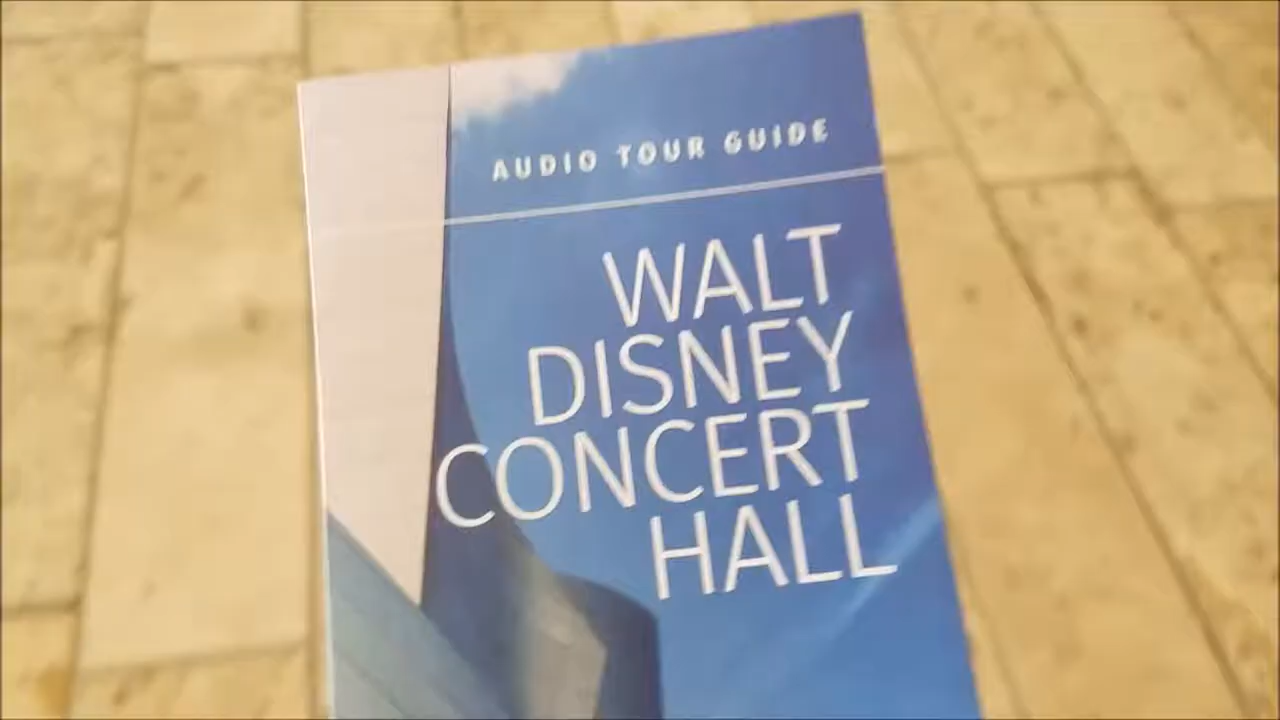 AUDIO TOUR GUIDE
WALT
DISNEY
CONCERT
HALL